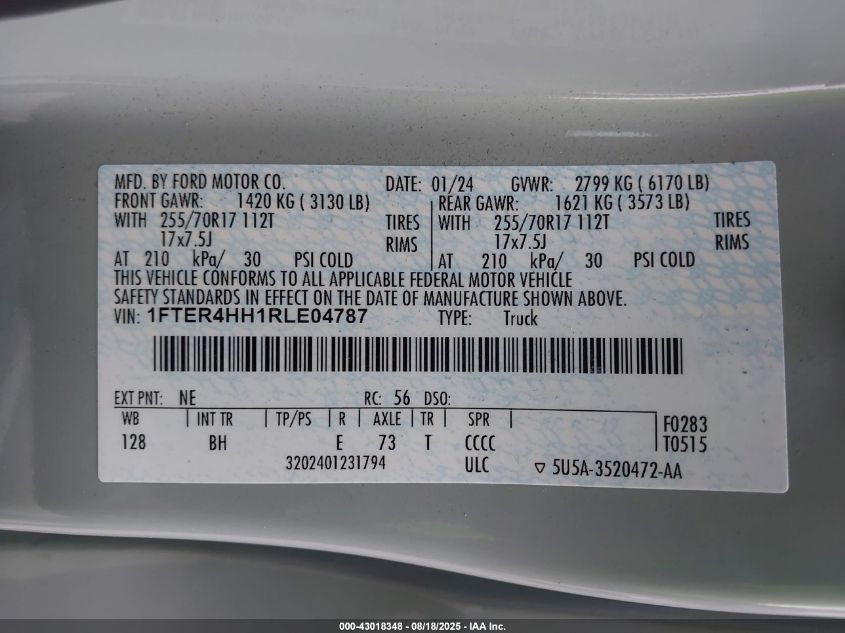 MFD. BY FORD MOTOR CO. DATE: 01/24 GVWR: 2799 KG ( 6170 LB)
FRONT GAWR: 1420 KG ( 3130 LB) REAR GAWR: 1621 KG ( 3573 LB)
WITH 255/70R17 112T TIRES WITH 255/70R17 112T TIRES
17x7.5J RIMS 17x7.5J RIMS
AT 210 kPa/ 30 PSI COLD AT 210 kPa/ 30 PSI COLD
THIS VEHICLE CONFORMS TO ALL APPLICABLE FEDERAL MOTOR VEHICLE
SAFETY STANDARDS IN EFFECT ON THE DATE OF MANUFACTURE SHOWN ABOVE.
VIN: 1FTER4HH1RLE04787 TYPE: Truck
EXT PNT: NE RC: 56 DSO:
WB INT TR TP/PS R AXLE TR SPR F0283
128 BH E 73 T CCCC T0515
3202401231794 ULC ▽ 5U5A-3520472-AA
000-43018348 - 08/18/2025 - IAA Inc.